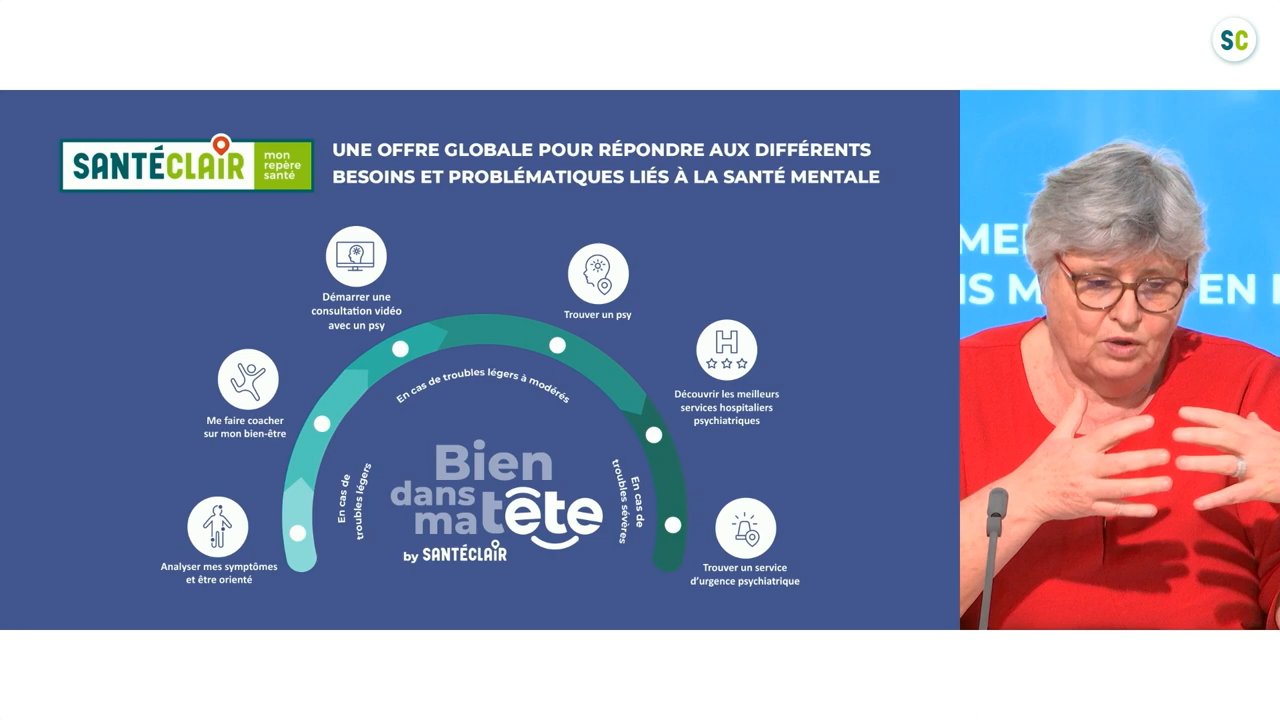 SC
SANTÉCLAIR
mon
repère
santé
UNE OFFRE GLOBALE POUR RÉPONDRE AUX DIFFÉRENTS
BESOINS ET PROBLÉMATIQUES LIÉS À LA SANTÉ MENTALE
Démarrer une
consultation vidéo
avec un psy
Trouver un psy
Me faire coacher
sur mon bien-être
Découvrir les meilleurs
services hospitaliers
psychiatriques
En cas de troubles légers à modérés
En cas de
troubles légers
En cas de
troubles sévères
Bien
dans
ma tête
by SANTÉCLAIR
Analyser mes symptômes
et être orienté
Trouver un service
d'urgence psychiatrique
H
EN